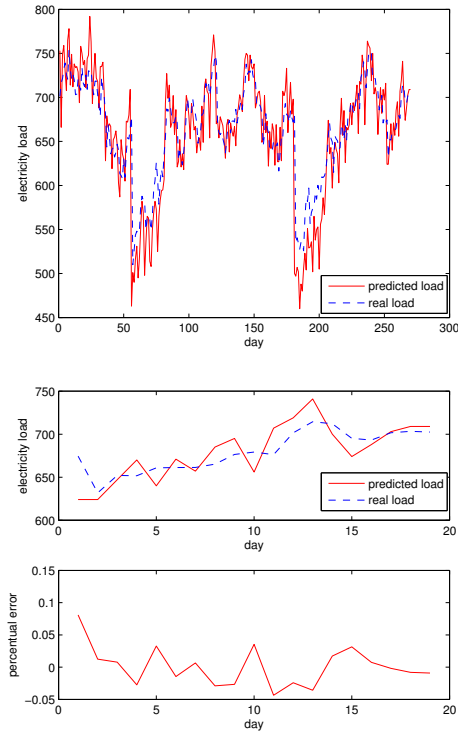 800
750
700
650
600
550
500
450
electricity load
0 50 100 150 200 250 300
day
predicted load
real load
750
700
650
600
electricity load
0 5 10 15 20
day
predicted load
real load
0.15
0.1
0.05
0
−0.05
percentual error
0 5 10 15 20
day